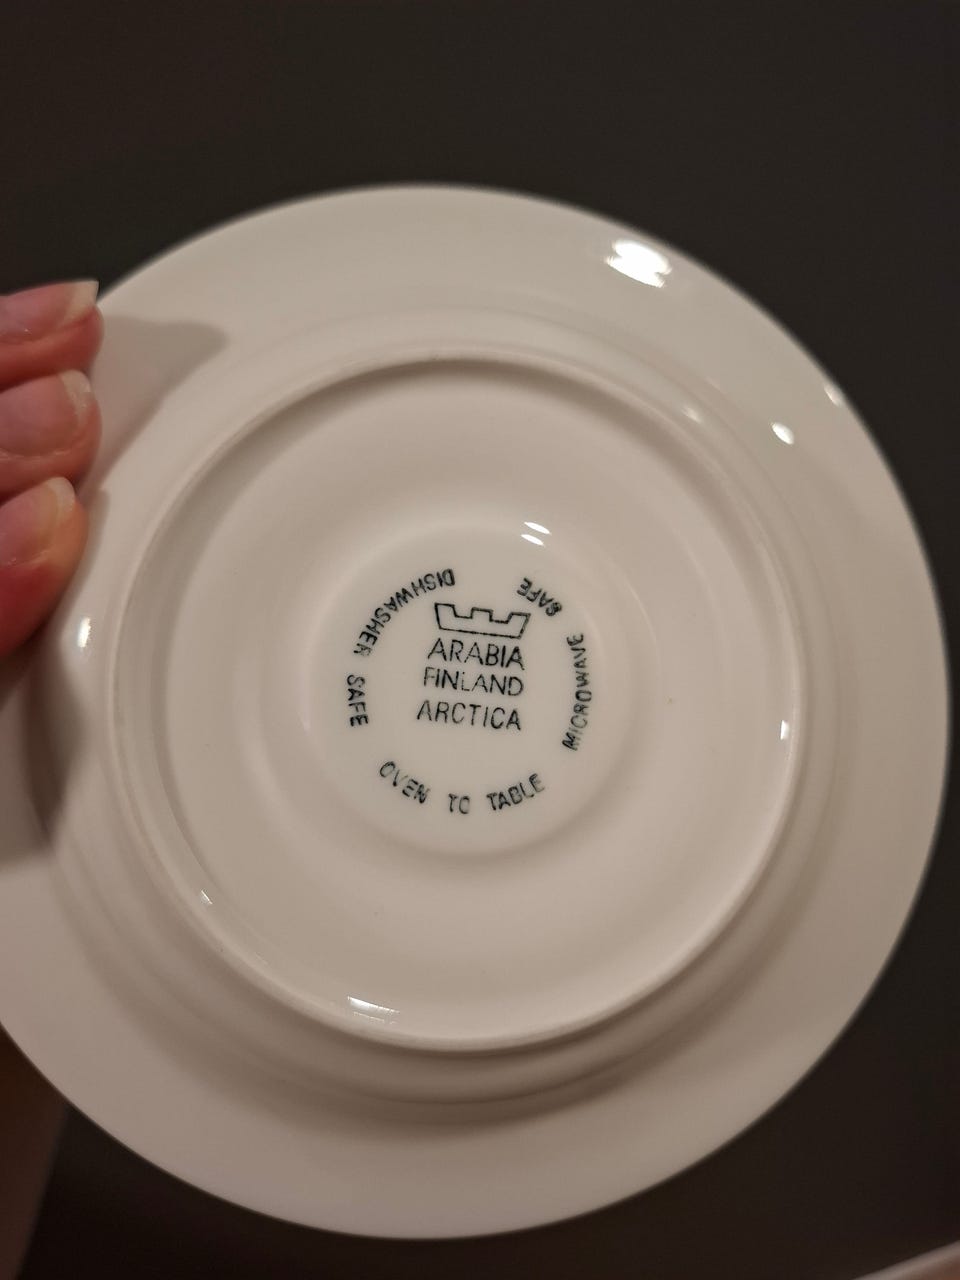 ARABIA
FINLAND
ARCTICA
DISHWASHER SAFE
OVEN TO TABLE
MICROWAVE SAFE